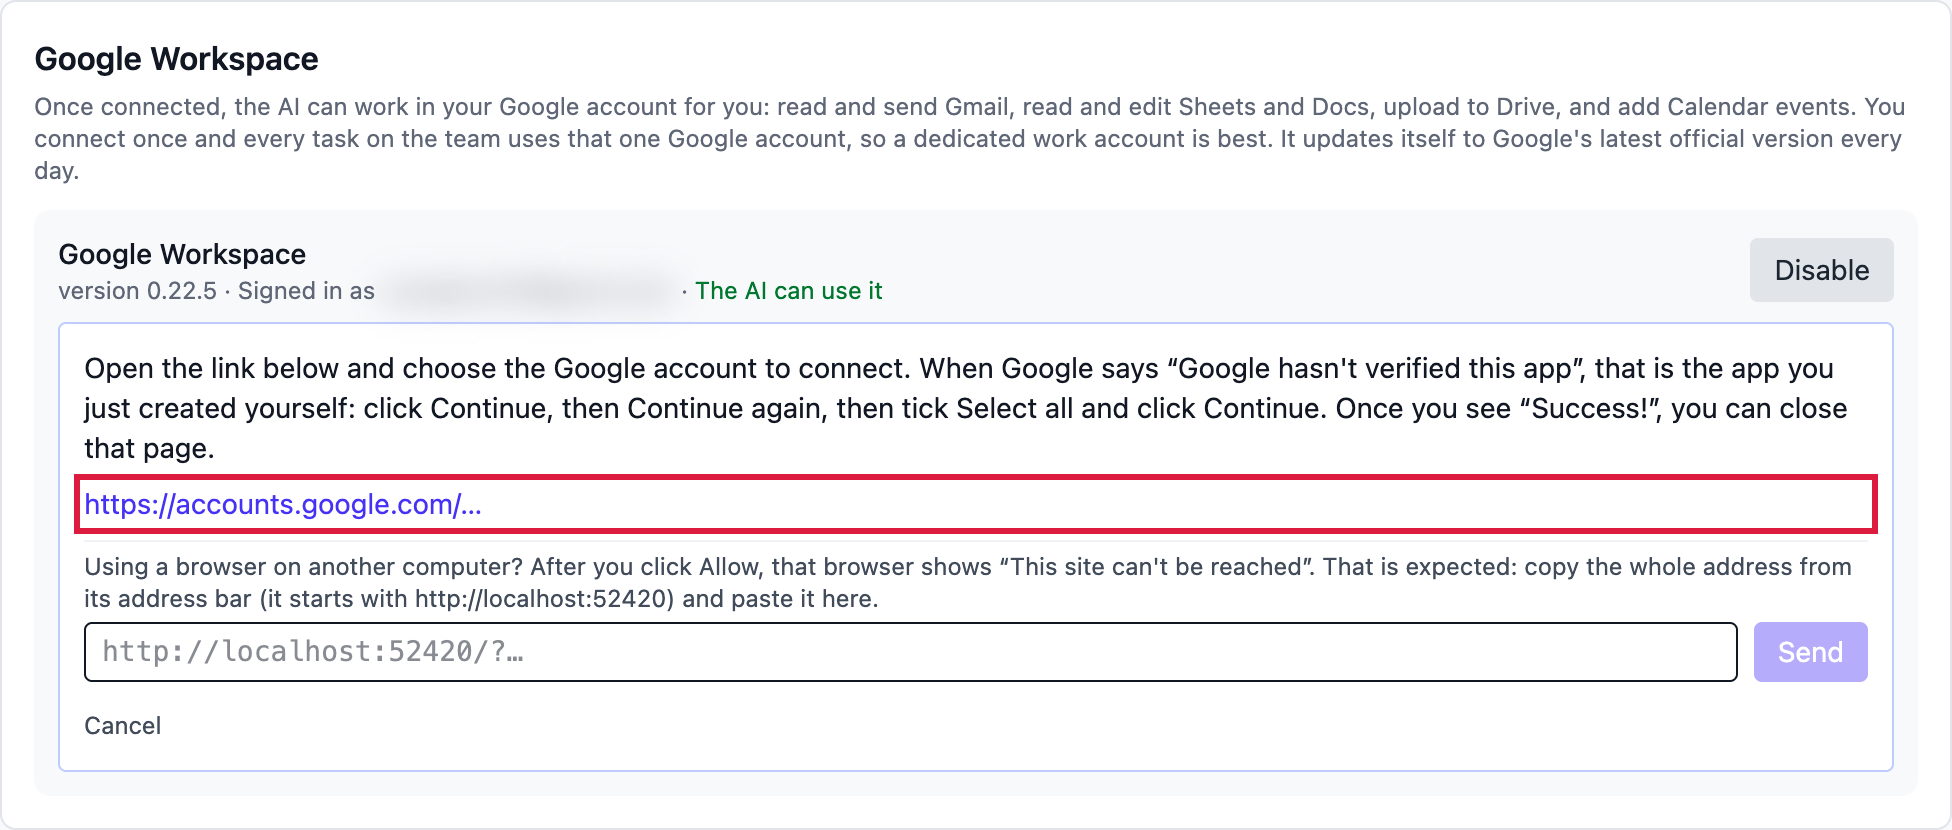 Google Workspace
Once connected, the AI can work in your Google account for you: read and send Gmail, read and edit Sheets and Docs, upload to Drive, and add Calendar events. You
connect once and every task on the team uses that one Google account, so a dedicated work account is best. It updates itself to Google's latest official version every
day.
Google Workspace
version 0.22.5 · Signed in as · The AI can use it
Disable
Open the link below and choose the Google account to connect. When Google says “Google hasn't verified this app”, that is the app you
just created yourself: click Continue, then Continue again, then tick Select all and click Continue. Once you see “Success!”, you can close
that page.
https://accounts.google.com/...
Using a browser on another computer? After you click Allow, that browser shows “This site can't be reached”. That is expected: copy the whole address from
its address bar (it starts with http://localhost:52420) and paste it here.
http://localhost:52420/?…
Send
Cancel